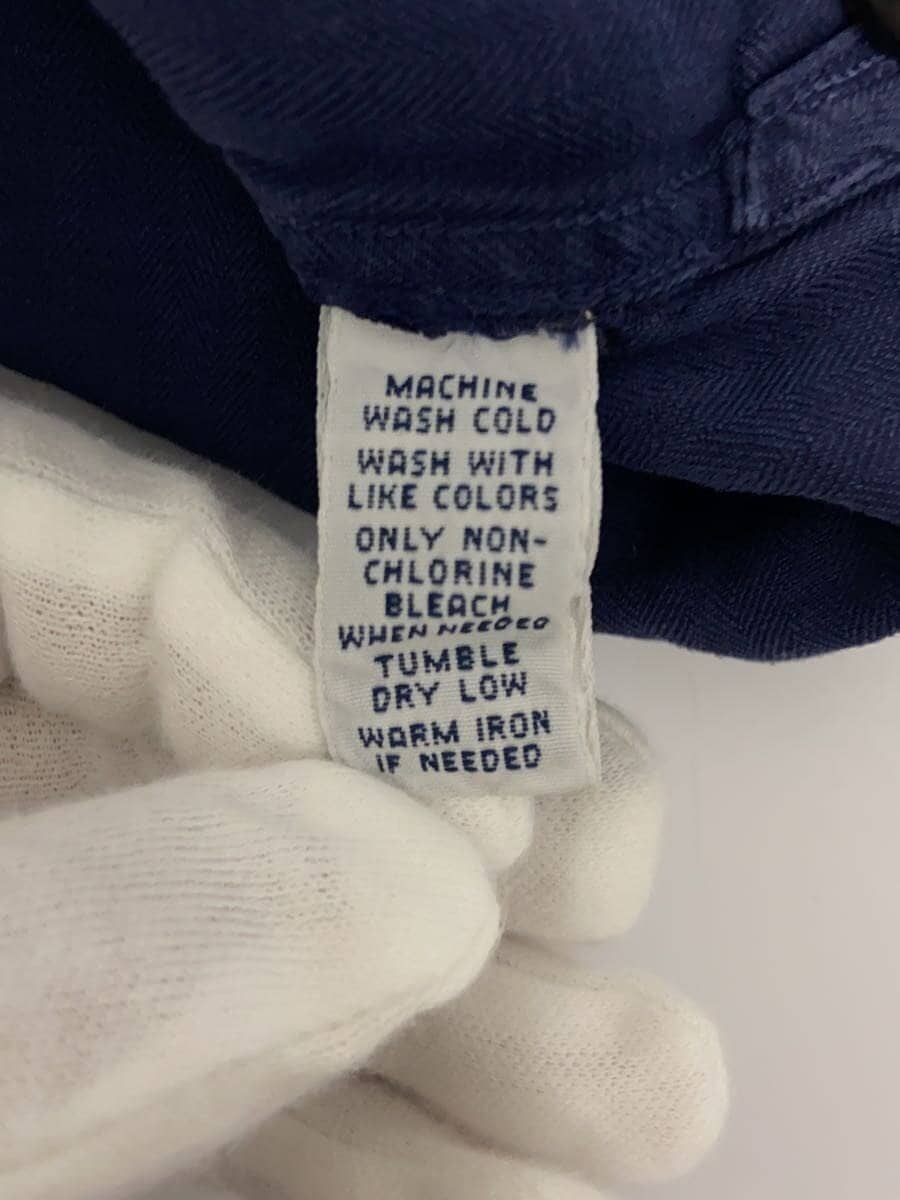 MACHINE
WASH COLD
WASH WITH
LIKE COLORS
ONLY NON-
CHLORINE
BLEACH
WHEN NEEDED
TUMBLE
DRY LOW
WARM IRON
IF NEEDED